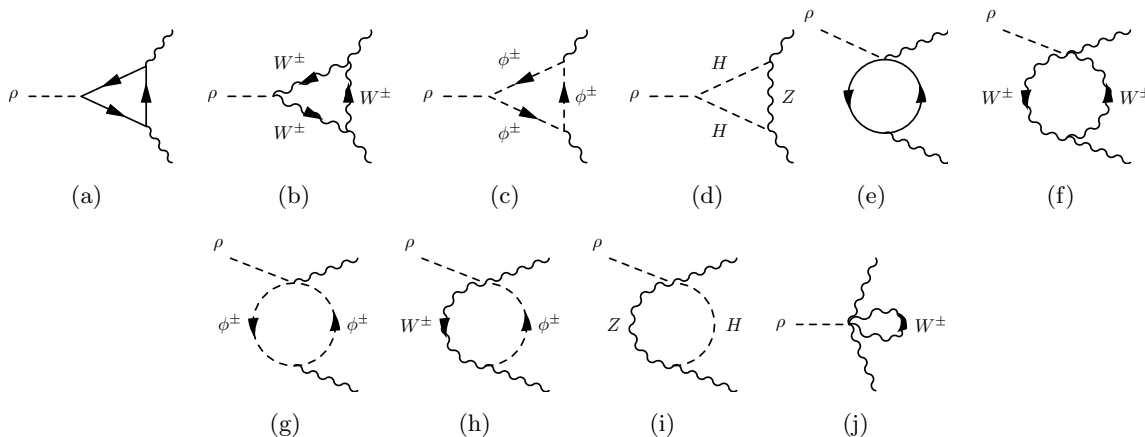 ρ
(a)
ρ W± W± W±
(b)
ρ φ± φ± φ±
(c)
ρ H H Z
(d)
ρ
(e)
ρ W± W±
(f)
ρ φ± φ±
(g)
ρ W± φ±
(h)
ρ Z H
(i)
ρ W±
(j)